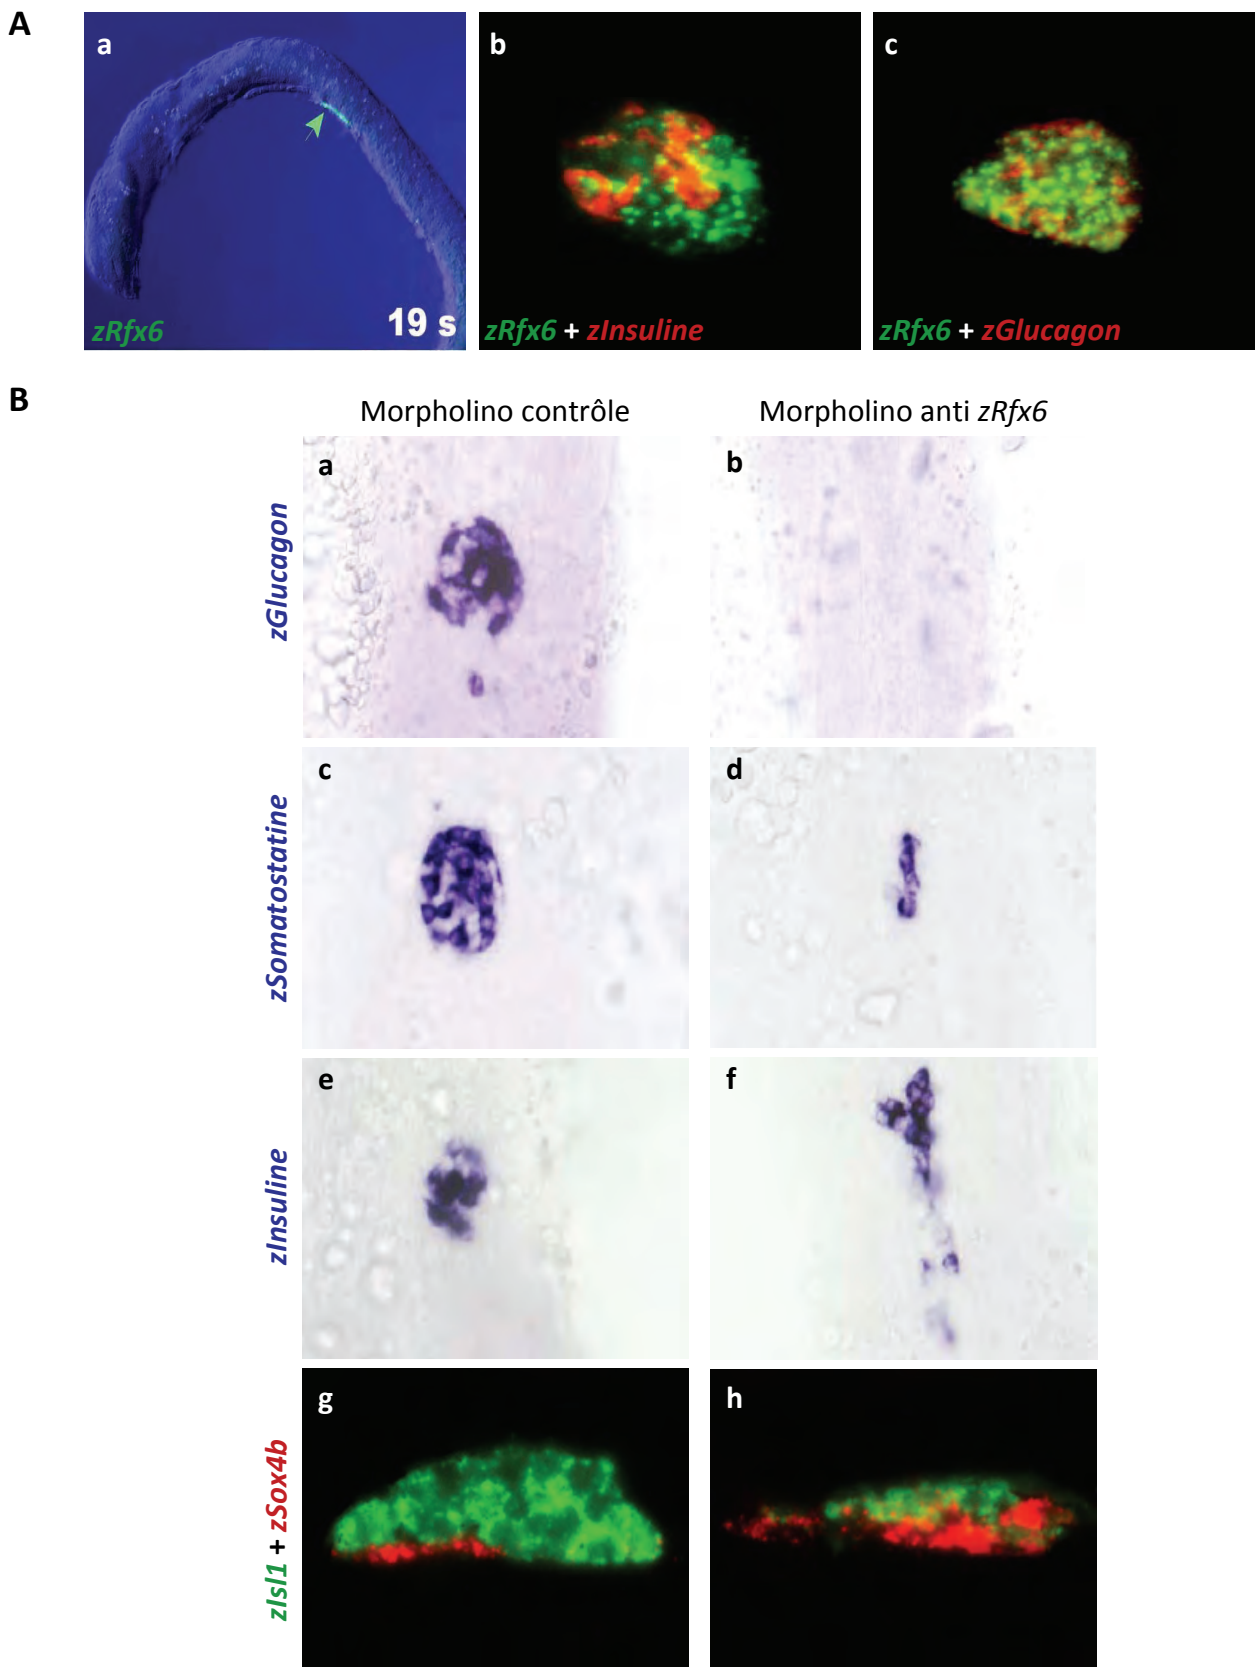 A
a
zRfx6
19 s
b
zRfx6 + zInsuline
c
zRfx6 + zGlucagon
B
Morpholino contrôle
Morpholino anti zRfx6
zGlucagon
a
b
zSomatostatine
c
d
zInsuline
e
f
zIsl1 + zSox4b
g
h